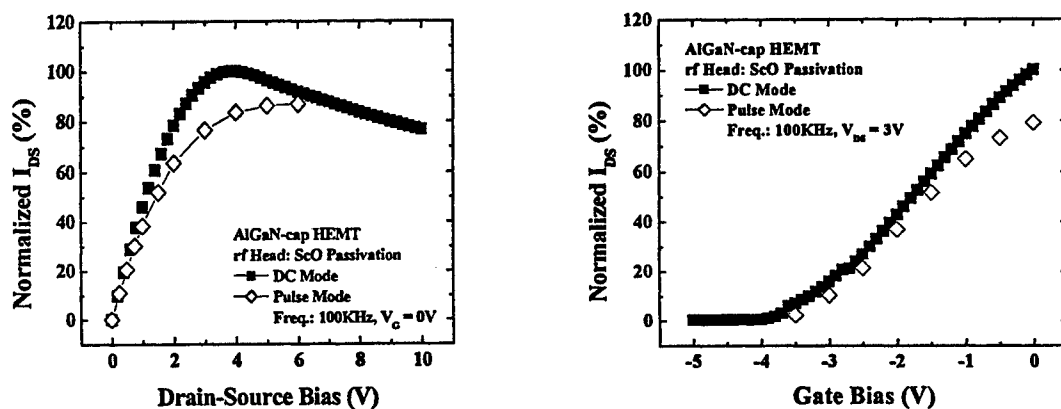 120
100
80
60
40
20
0
Normalized I_DS (%)
AlGaN-cap HEMT
rf Head: ScO Passivation
DC Mode
Pulse Mode
Freq.: 100KHz, V_G = 0V
0 2 4 6 8 10
Drain-Source Bias (V)
120
100
80
60
40
20
0
Normalized I_DS (%)
AlGaN-cap HEMT
rf Head: ScO Passivation
DC Mode
Pulse Mode
Freq.: 100KHz, V_DS = 3V
-5 -4 -3 -2 -1 0
Gate Bias (V)